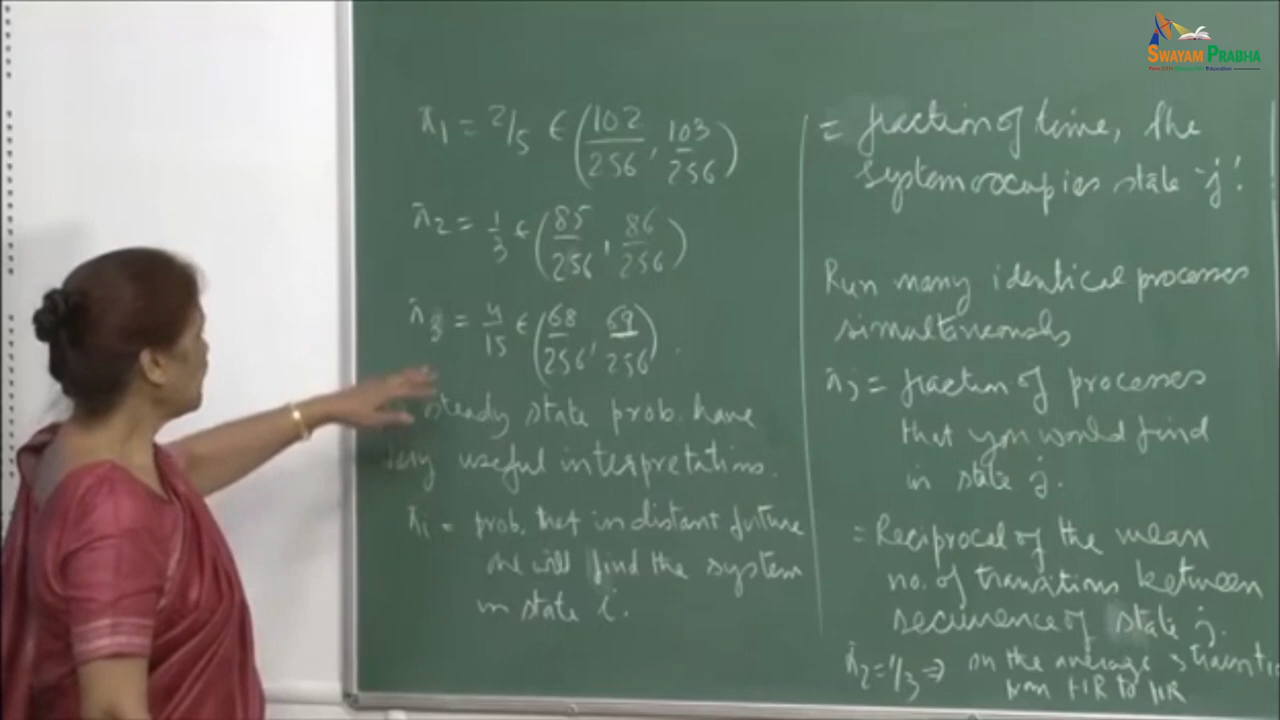 π1 = 2/5 ∈ (102/256, 103/256)
π2 = 1/3 ∈ (85/256, 86/256)
π3 = 4/15 ∈ (68/256, 69/256).
steady state prob. have
very useful interpretations.
πi = prob. that in distant future
one will find the system
in state i.
= fraction of time, the
system occupies state 'j'.
Run many identical processes
simultaneously
πj = fraction of processes
that you would find
in state j.
= Reciprocal of the mean
no. of transitions between
recurrence of state j.
π2 = 1/3 ⇒ on the average
from HR to HR
SWAYAM PRABHA